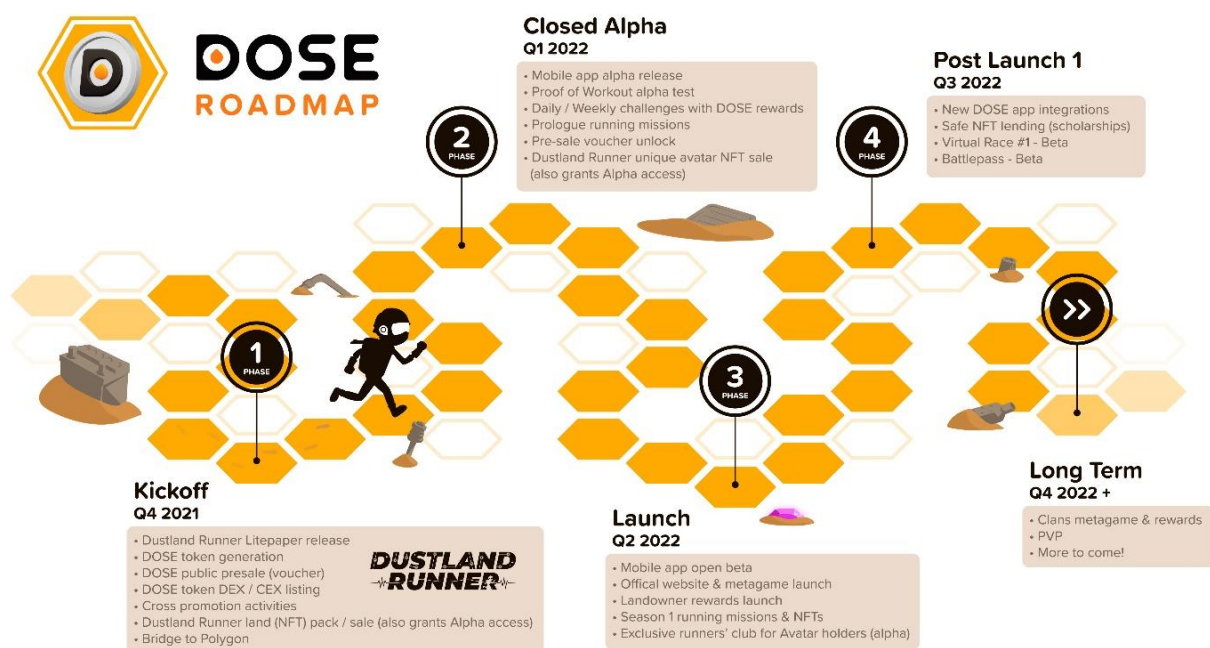 DOSE
ROADMAP
1
PHASE
Kickoff
Q4 2021
• Dustland Runner Litepaper release
• DOSE token generation
• DOSE public presale (voucher)
• DOSE token DEX / CEX listing
• Cross promotion activities
• Dustland Runner land (NFT) pack / sale (also grants Alpha access)
• Bridge to Polygon
DUSTLAND
RUNNER
2
PHASE
Closed Alpha
Q1 2022
• Mobile app alpha release
• Proof of Workout alpha test
• Daily / Weekly challenges with DOSE rewards
• Prologue running missions
• Pre-sale voucher unlock
• Dustland Runner unique avatar NFT sale
(also grants Alpha access)
3
PHASE
Launch
Q2 2022
• Mobile app open beta
• Offical website & metagame launch
• Landowner rewards launch
• Season 1 running missions & NFTs
• Exclusive runners' club for Avatar holders (alpha)
4
PHASE
Post Launch 1
Q3 2022
• New DOSE app integrations
• Safe NFT lending (scholarships)
• Virtual Race #1 - Beta
• Battlepass - Beta
Long Term
Q4 2022 +
• Clans metagame & rewards
• PVP
• More to come!